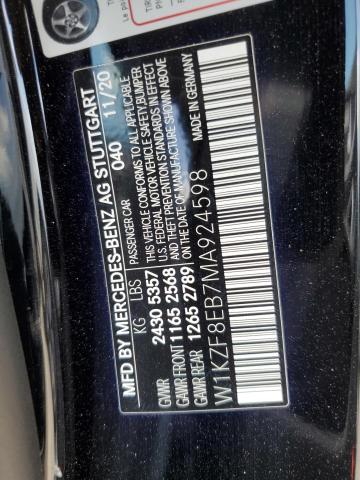 MFD BY MERCEDES-BENZ AG STUTTGART
PASSENGER CAR 040 11/20
KG LBS
GVWR 2430 5357
GAWR FRONT 1165 2568
GAWR REAR 1265 2789
THIS VEHICLE CONFORMS TO ALL APPLICABLE
U.S. FEDERAL MOTOR VEHICLE SAFETY, BUMPER
AND THEFT PREVENTION STANDARDS IN EFFECT
ON THE DATE OF MANUFACTURE SHOWN ABOVE
W1KZF8EB7MA924598
MADE IN GERMANY